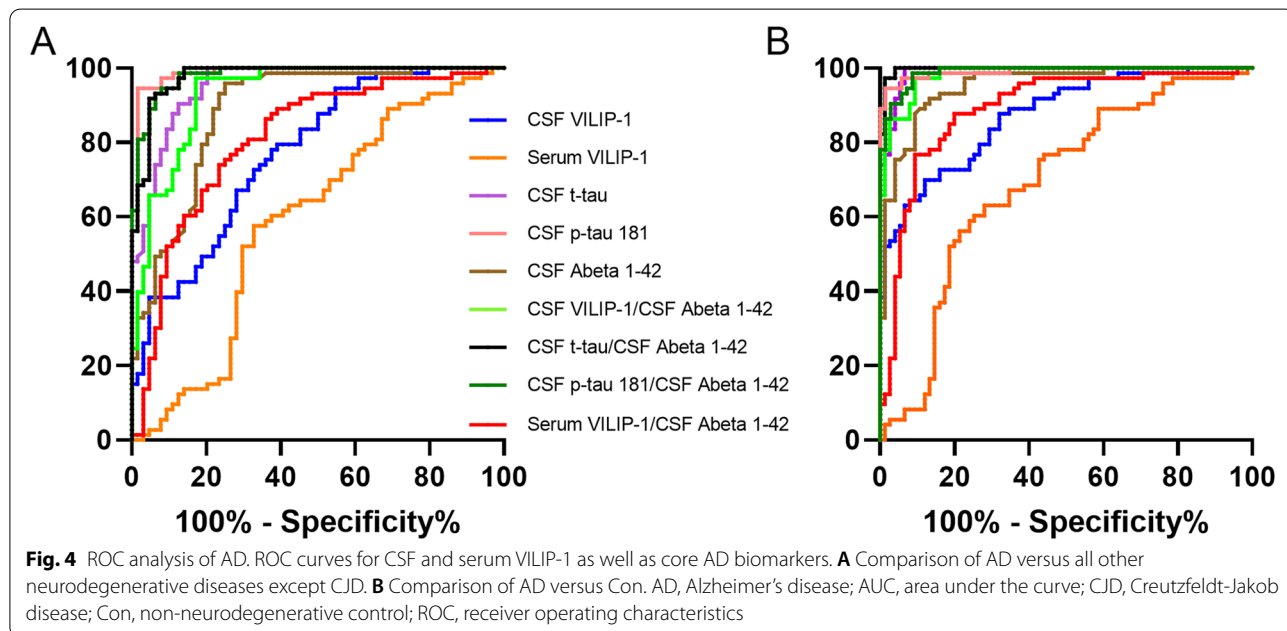 A
B
100
80
60
40
20
0
0 20 40 60 80 100
100% - Specificity%
CSF VILIP-1
Serum VILIP-1
CSF t-tau
CSF p-tau 181
CSF Abeta 1-42
CSF VILIP-1/CSF Abeta 1-42
CSF t-tau/CSF Abeta 1-42
CSF p-tau 181/CSF Abeta 1-42
Serum VILIP-1/CSF Abeta 1-42
100
80
60
40
20
0
0 20 40 60 80 100
100% - Specificity%
Fig. 4 ROC analysis of AD. ROC curves for CSF and serum VILIP-1 as well as core AD biomarkers. A Comparison of AD versus all other
neurodegenerative diseases except CJD. B Comparison of AD versus Con. AD, Alzheimer's disease; AUC, area under the curve; CJD, Creutzfeldt-Jakob
disease; Con, non-neurodegenerative control; ROC, receiver operating characteristics